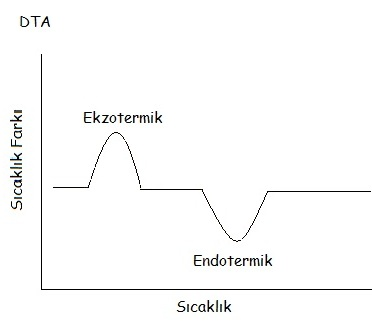 DTA
Ekzotermik
Sıcaklık Farkı
Endotermik
Sıcaklık